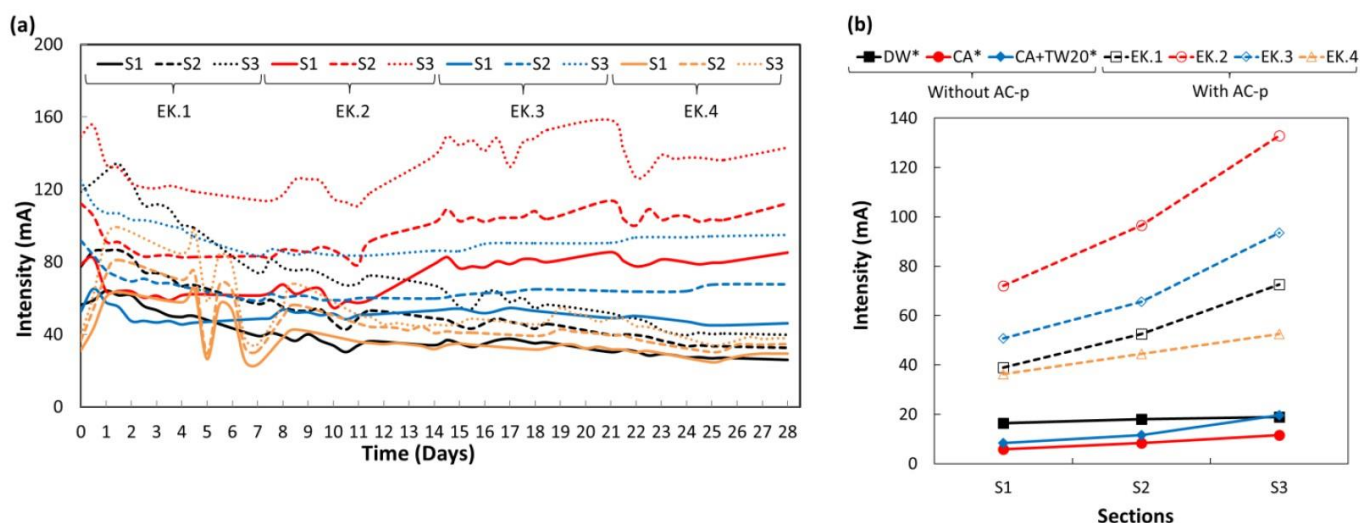 (a)
200
160
120
80
40
0
Intensity (mA)
S1 S2 S3 S1 S2 S3 S1 S2 S3 S1 S2 S3
EK.1 EK.2 EK.3 EK.4
0 1 2 3 4 5 6 7 8 9 10 11 12 13 14 15 16 17 18 19 20 21 22 23 24 25 26 27 28
Time (Days)
(b)
DW* CA* CA+TW20* EK.1 EK.2 EK.3 EK.4
Without AC-p With AC-p
140
120
100
80
60
40
20
0
Intensity (mA)
S1 S2 S3
Sections